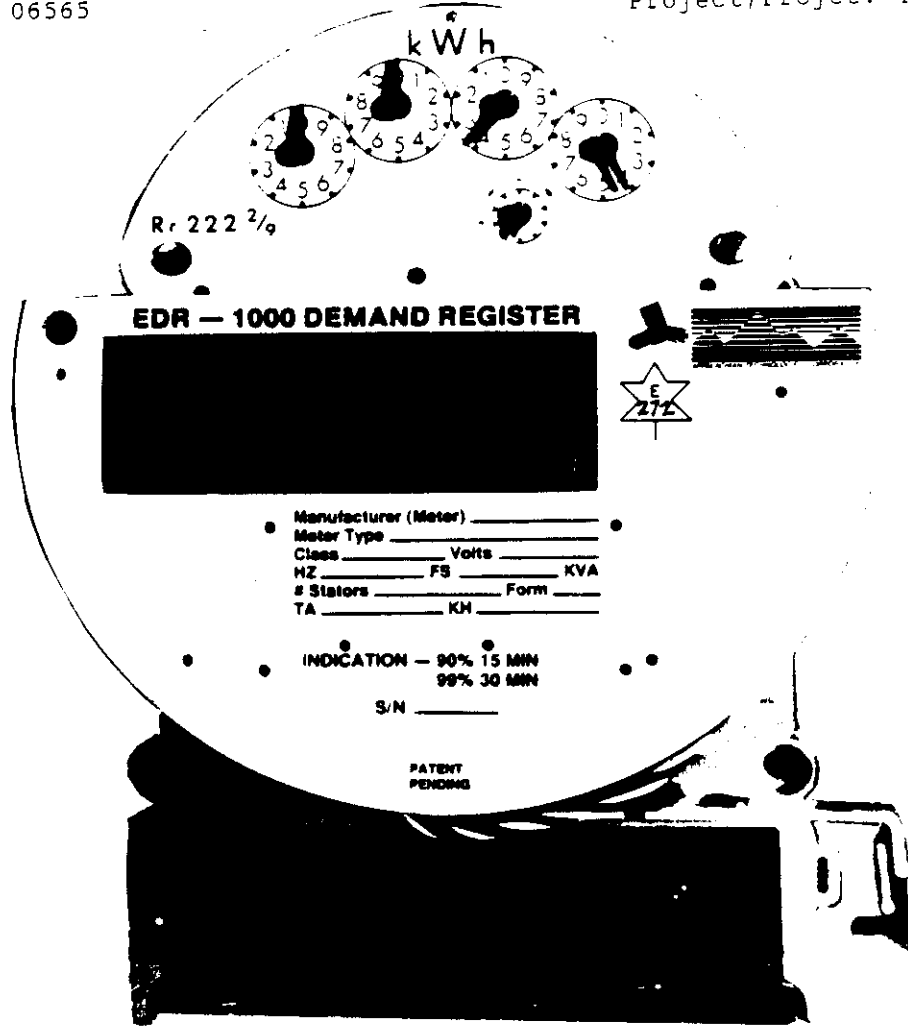 06565
kWh
Rr 222 2/9
EDR — 1000 DEMAND REGISTER
E
272
Manufacturer (Meter)
Meter Type
Class Volts
HZ FS KVA
# Stators Form
TA KH
INDICATION — 90% 15 MIN
99% 30 MIN
S/N
PATENT
PENDING